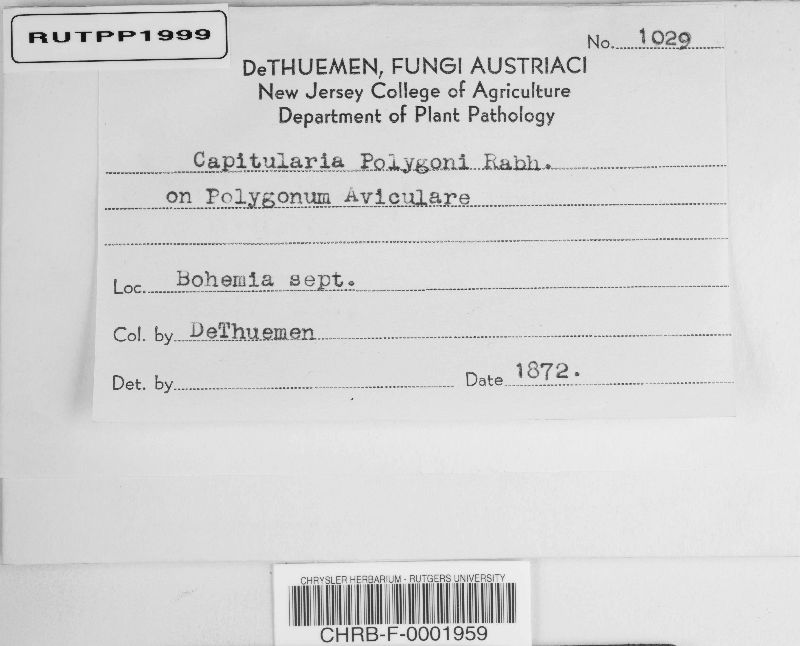 RUTPP1999
No. 1029
DeTHUEMEN, FUNGI AUSTRIACI
New Jersey College of Agriculture
Department of Plant Pathology
Capitularia Polygoni Rabh.
on Polygonum Aviculare
Loc. Bohemia sept.
Col. by DeThuemen
Det. by Date 1872.
CHRYSLER HERBARIUM - RUTGERS UNIVERSITY
CHRB-F-0001959